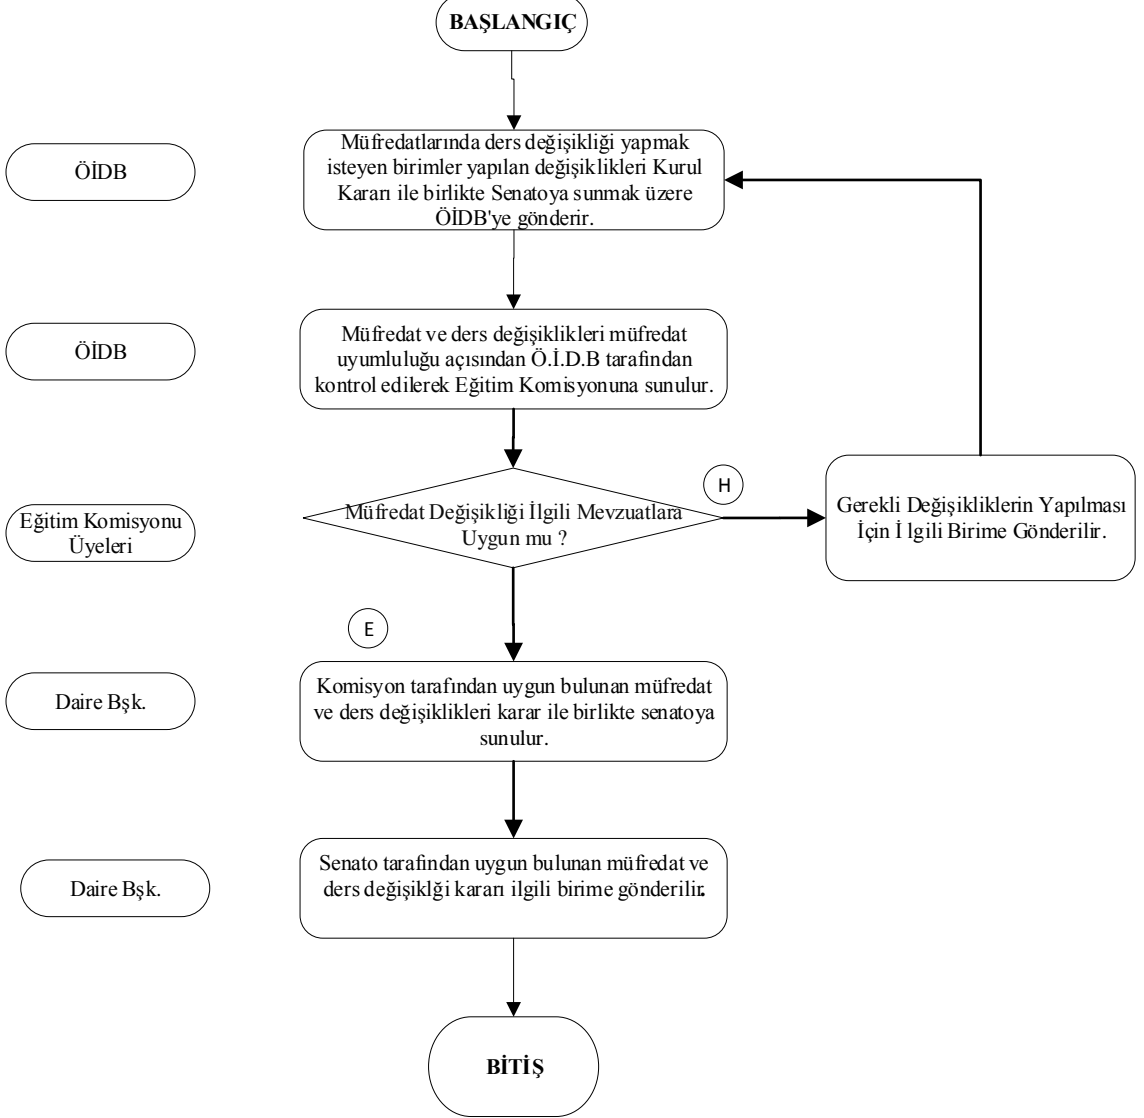 BAŞLANGIÇ
ÖİDB
Müfredatlarında ders değişikliği yapmak
isteyen birimler yapılan değişiklikleri Kurul
Kararı ile birlikte Senatoya sunmak üzere
ÖİDB'ye gönderir.
ÖİDB
Müfredat ve ders değişiklikleri müfredat
uyumluluğu açısından Ö.İ.D.B tarafından
kontrol edilerek Eğitim Komisyonuna sunulur.
Eğitim Komisyonu
Üyeleri
Müfredat Değişikliği İlgili Mevzuatlara
Uygun mu ?
H
Gerekli Değişikliklerin Yapılması
İçin İ lgili Birime Gönderilir.
E
Daire Bşk.
Komisyon tarafından uygun bulunan müfredat
ve ders değişiklikleri karar ile birlikte senatoya
sunulur.
Daire Bşk.
Senato tarafından uygun bulunan müfredat ve
ders değişiklği kararı ilgili birime gönderilir.
BİTİŞ